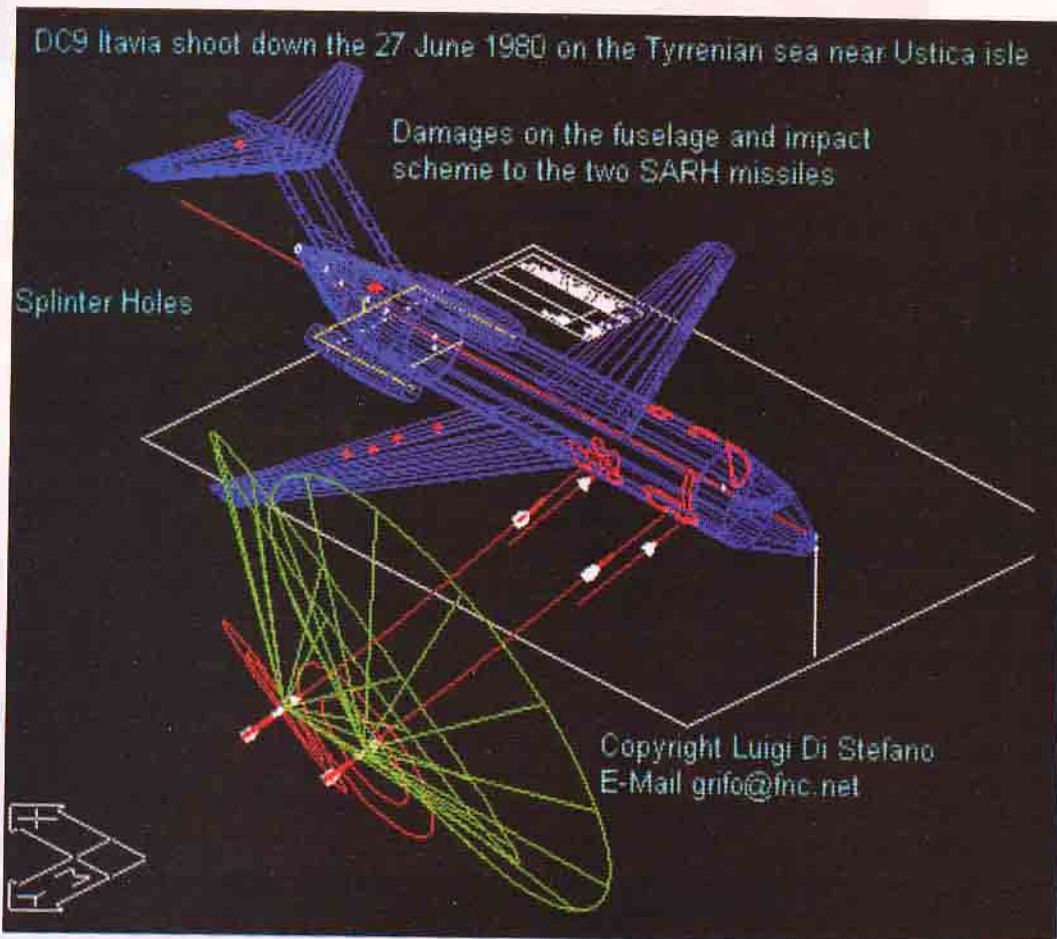 DC9 Itavia shoot down the 27 June 1980 on the Tyrrenian sea near Ustica isle
Damages on the fuselage and impact
scheme to the two SARH missiles
Splinter Holes
Copyright Luigi Di Stefano
E-Mail grifo@fnc.net